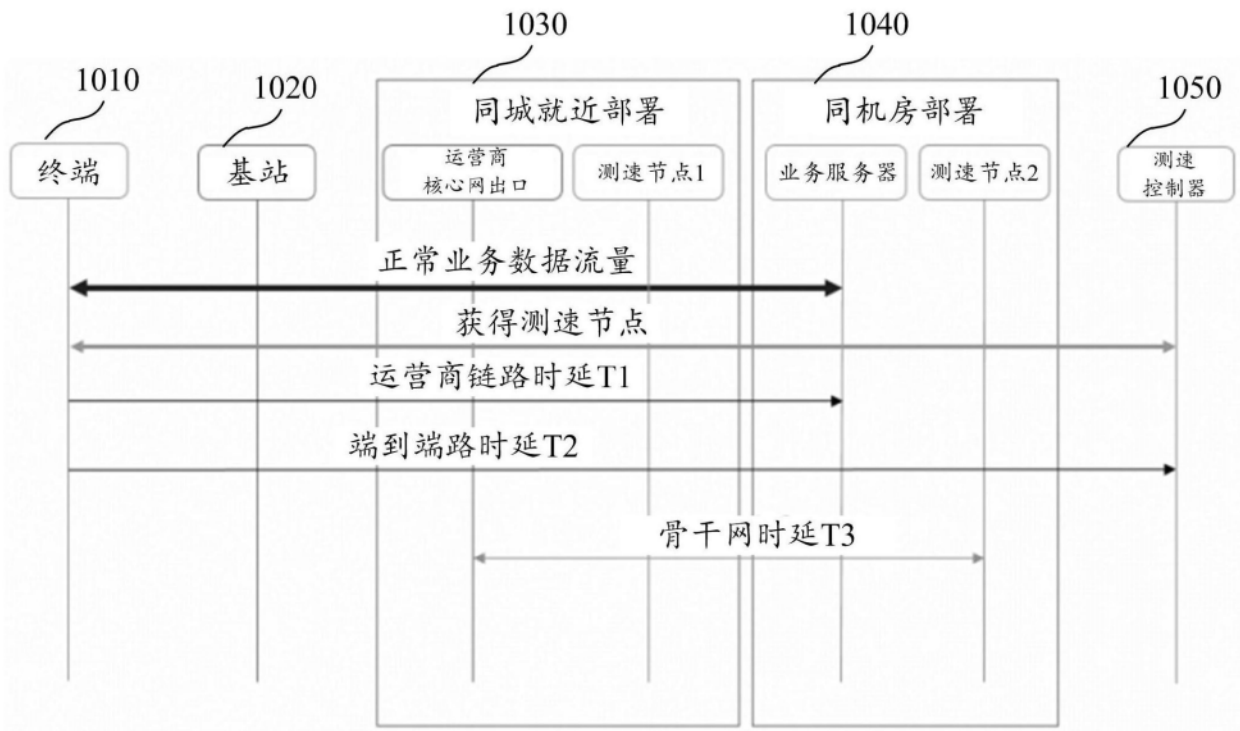 1030
1040
1010
1020
1050
同城就近部署
同机房部署
终端
基站
运营商
核心网出口
测速节点1
业务服务器
测速节点2
测速
控制器
正常业务数据流量
获得测速节点
运营商链路时延T1
端到端路时延T2
骨干网时延T3